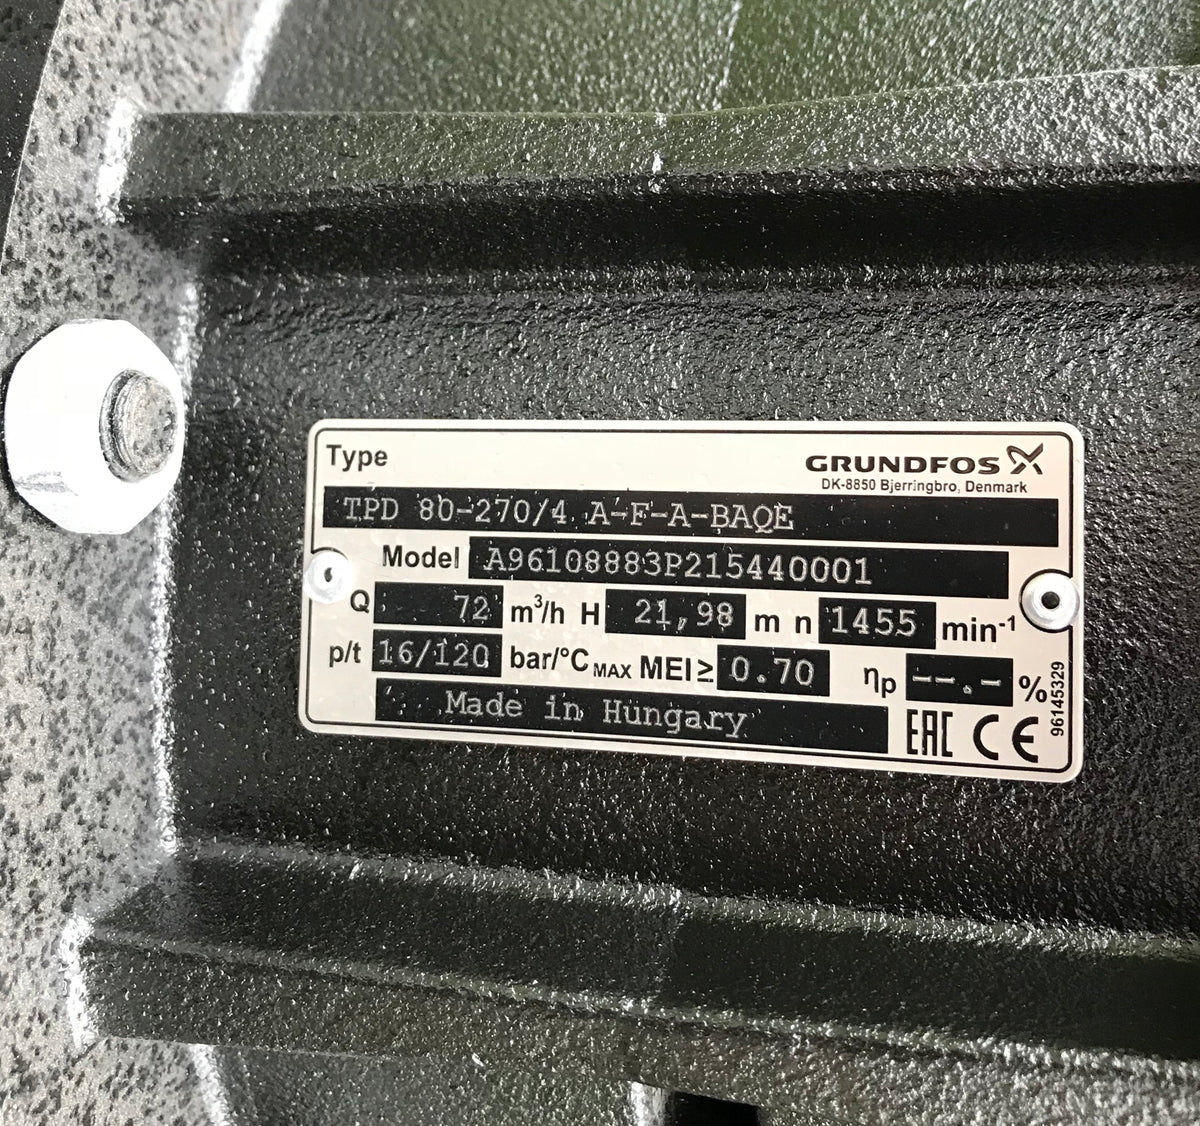 Type
GRUNDFOS
DK-8850 Bjerringbro, Denmark
TPD 80-270/4 A-F-A-BAQE
Model A96108883P215440001
Q 72 m³/h H 21,98 m n 1455 min⁻¹
p/t 16/120 bar/°C MAX MEI ≥ 0.70 ηp --.- %
Made in Hungary
EAC CE
96145329